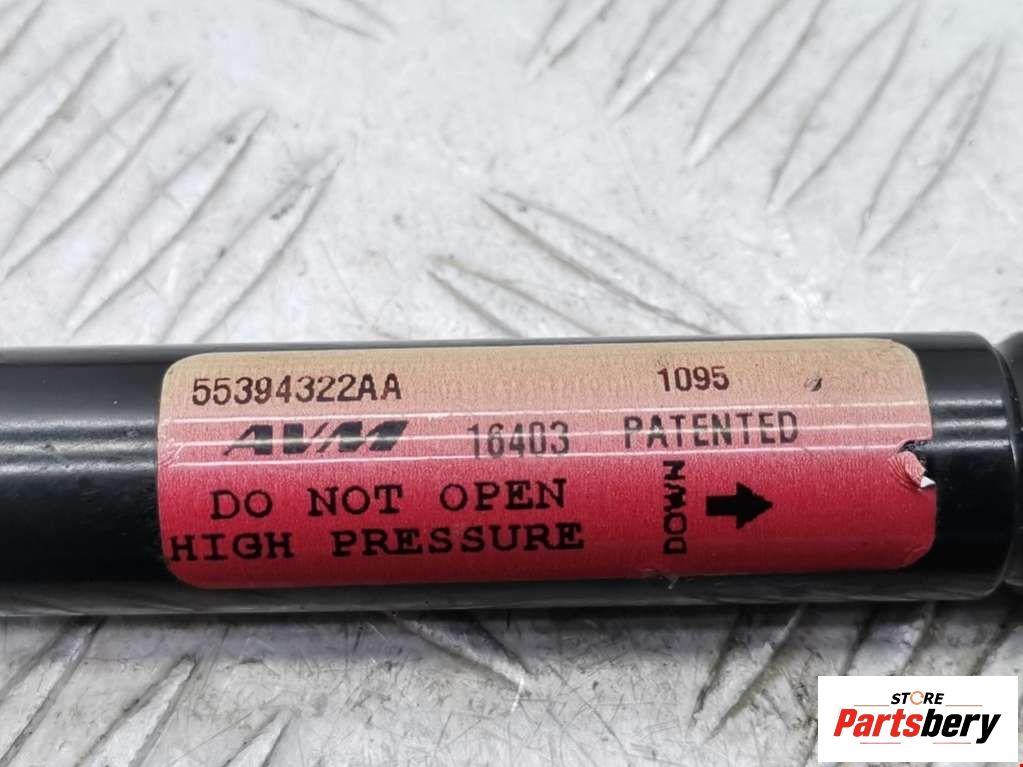 55394322AA 1095
AVM 16403 PATENTED
DO NOT OPEN
HIGH PRESSURE
DOWN
STORE
Partsbery